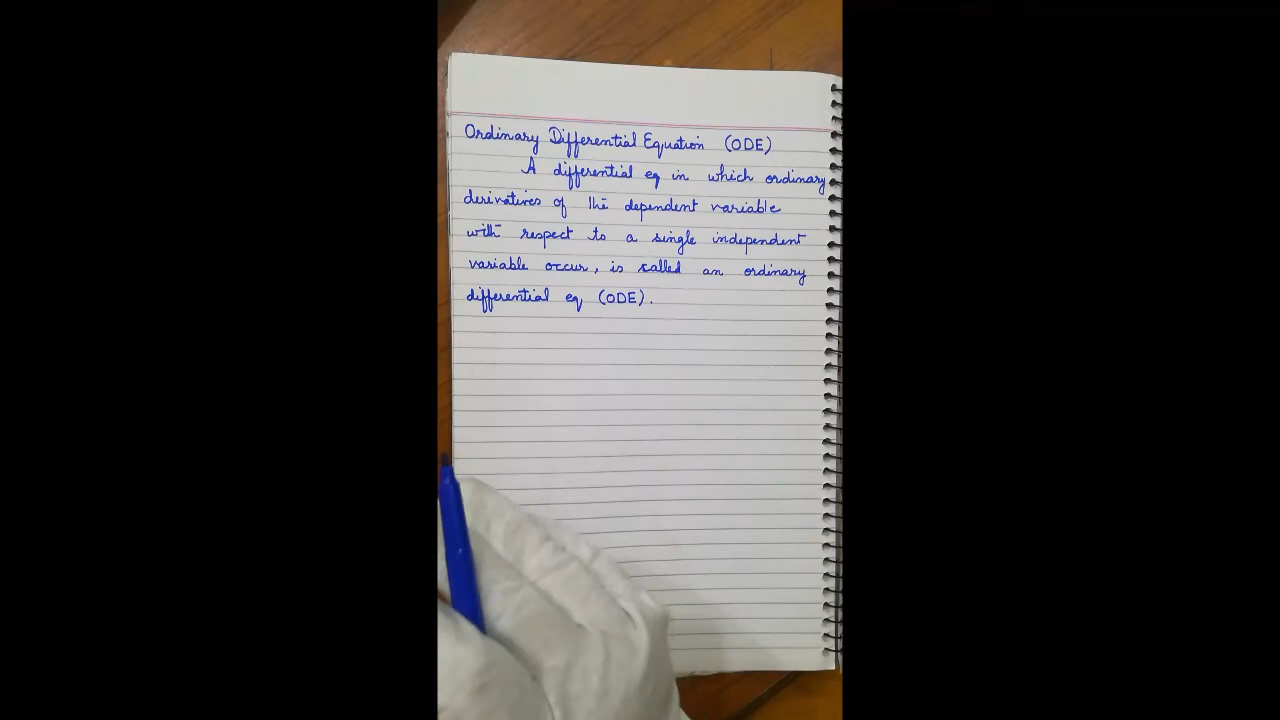 Ordinary Differential Equation (ODE)
A differential eq in which ordinary
derivatives of the dependent variable
with respect to a single independent
variable occur, is called an ordinary
differential eq (ODE).